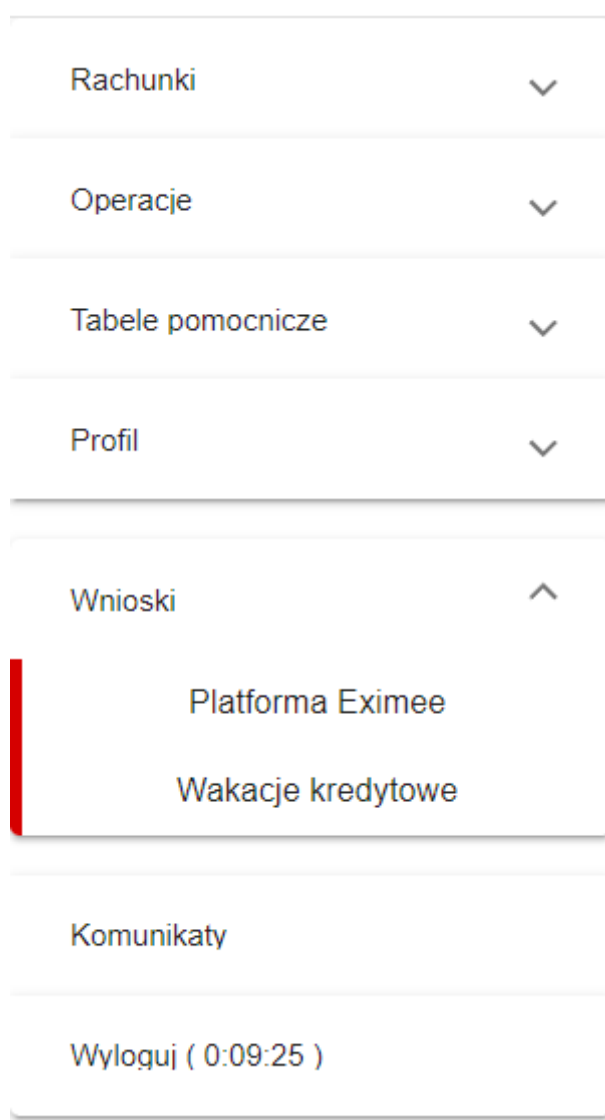 Rachunki
Operacje
Tabele pomocnicze
Profil
Wnioski
Platforma Eximee
Wakacje kredytowe
Komunikaty
Wyloguj ( 0:09:25 )